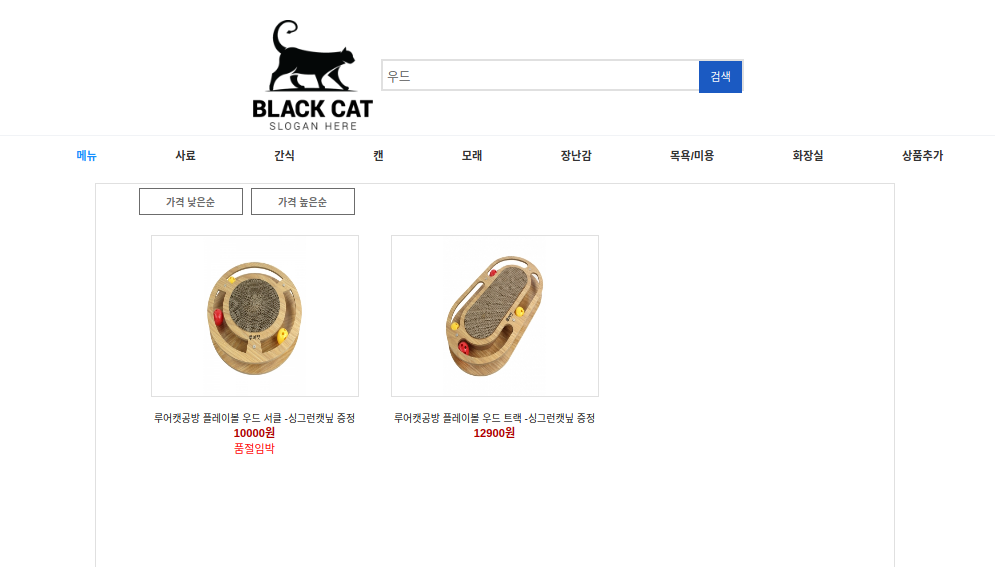 BLACK CAT
SLOGAN HERE
우드
검색
메뉴 사료 간식 캔 모래 장난감 목욕/미용 화장실 상품추가
가격 낮은순 가격 높은순
루어캣공방 플레이볼 우드 서클 -싱그런캣닢 증정
10000원
품절임박
루어캣공방 플레이볼 우드 트랙 -싱그런캣닢 증정
12900원